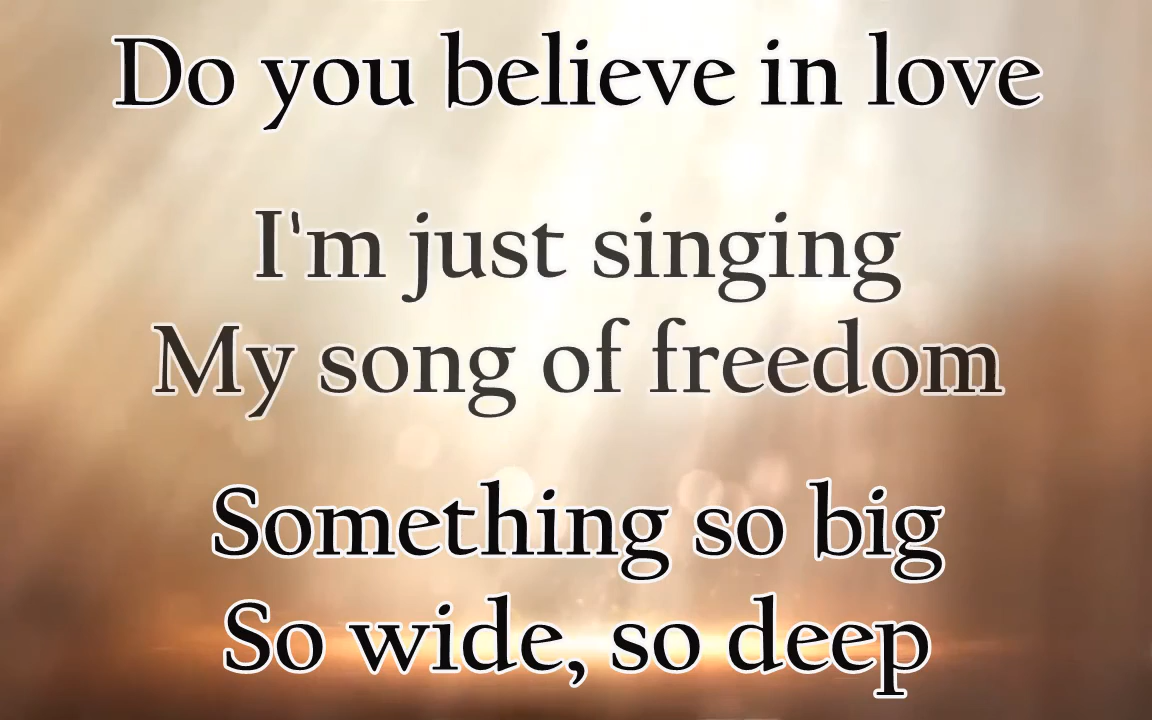 Do you believe in love
I'm just singing
My song of freedom
Something so big
So wide, so deep